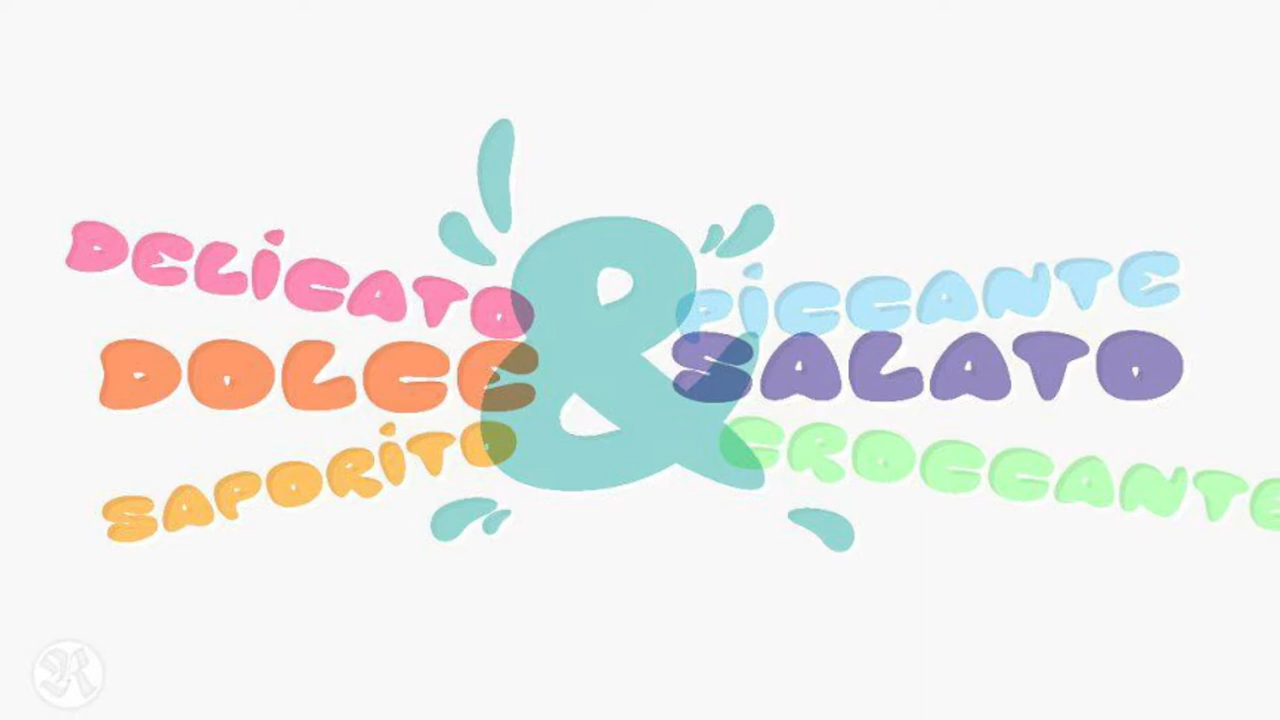 DELICATO
DOLCE
SAPORITO
&
PICCANTE
SALATO
CROCCANTE
R